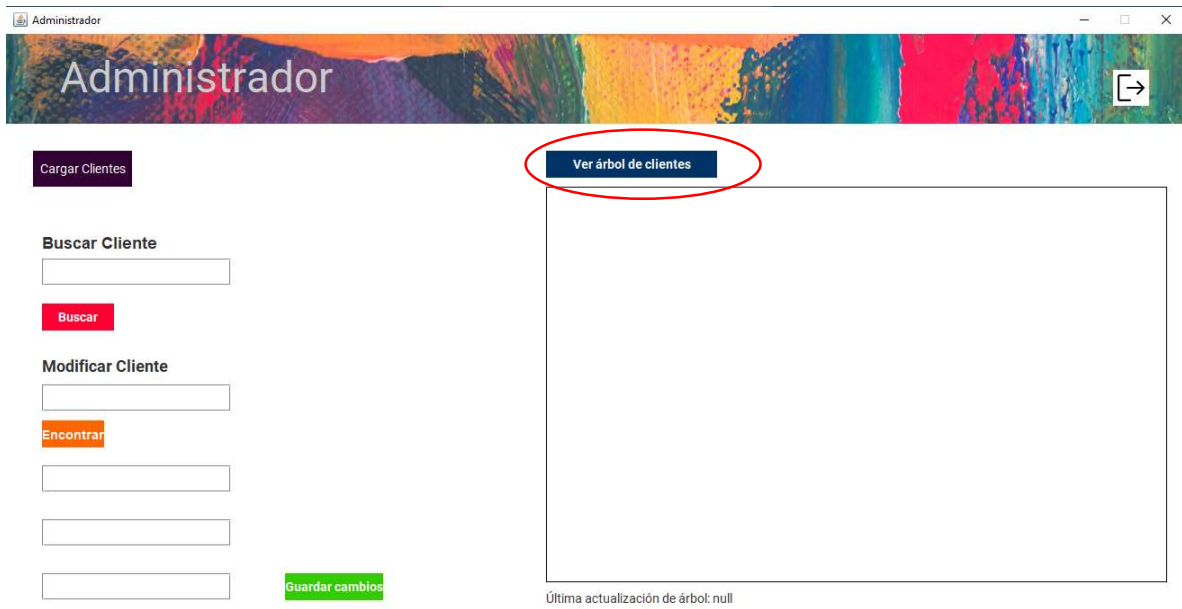 Administrador
Administrador
Cargar Clientes
Ver árbol de clientes
Buscar Cliente
Buscar
Modificar Cliente
Encontrar
Guardar cambios
Última actualización de árbol: null